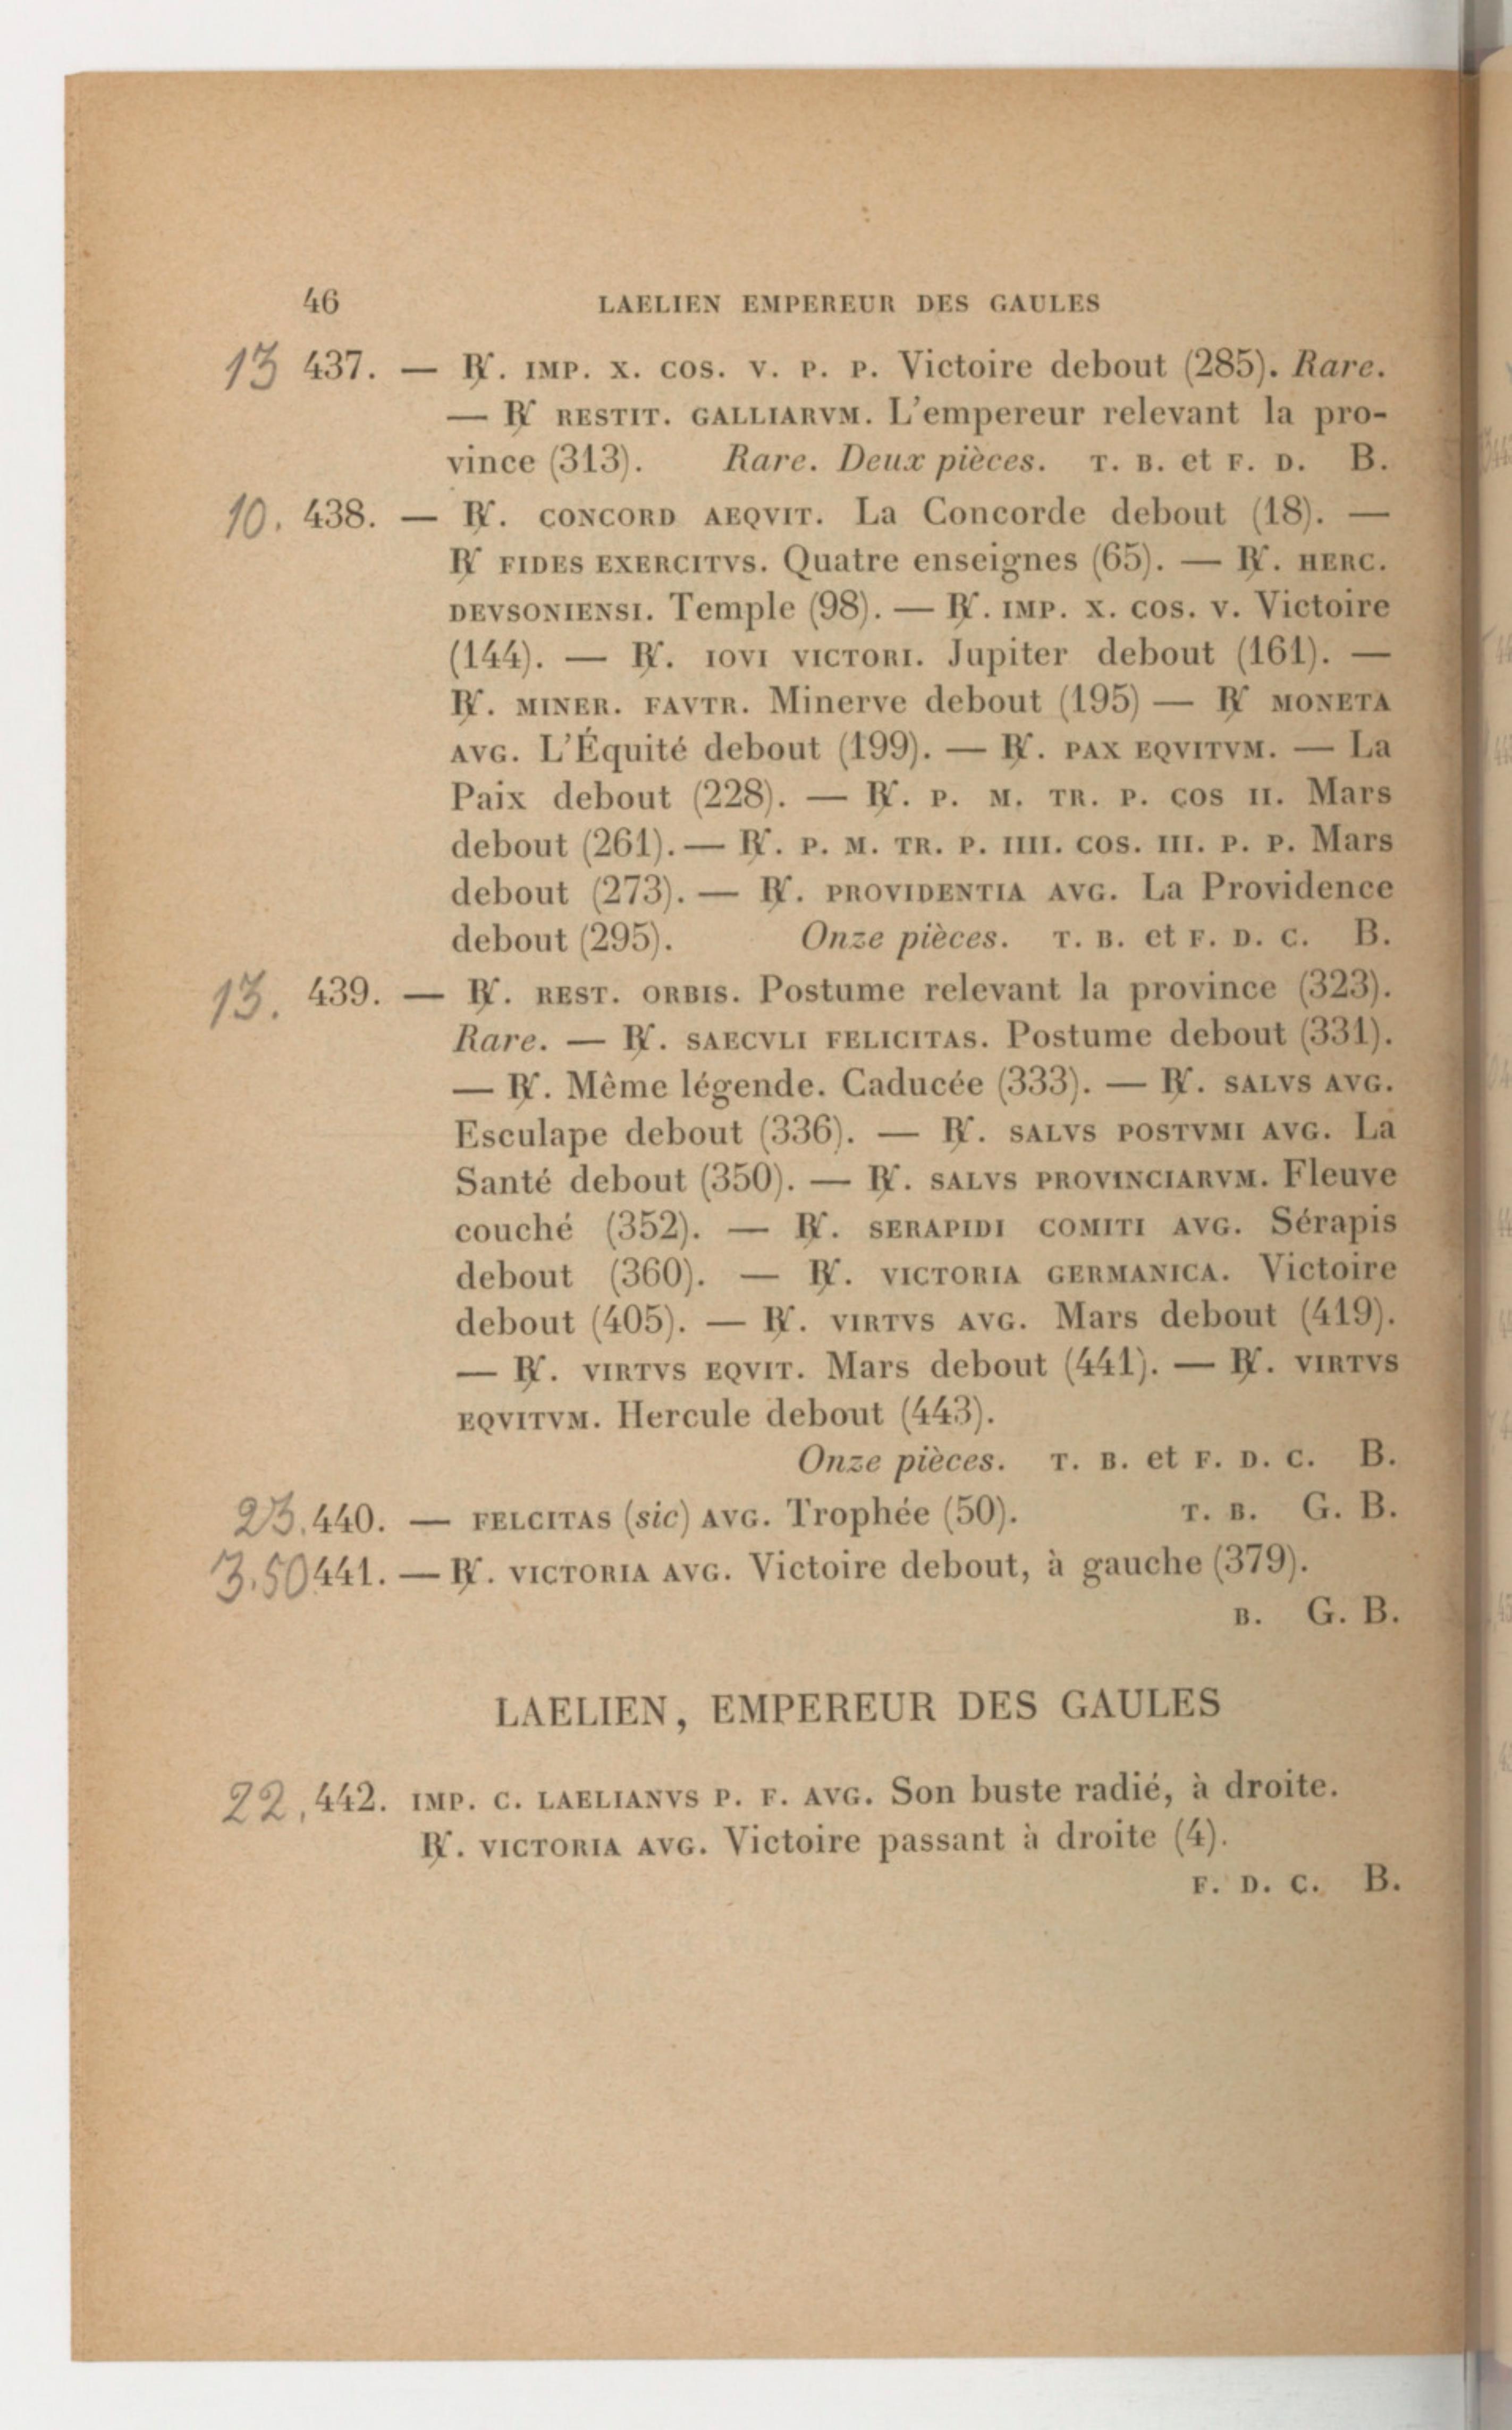 46 LAELIEN EMPEREUR DES GAULES
13 437. — ℞. IMP. X. COS. V. P. P. Victoire debout (285). Rare.
— ℞ RESTIT. GALLIARVM. L'empereur relevant la pro-
vince (313). Rare. Deux pièces. T. B. et F. D. B.
10. 438. — ℞. CONCORD AEQVIT. La Concorde debout (18). —
℞ FIDES EXERCITVS. Quatre enseignes (65). — ℞. HERC.
DEVSONIENSI. Temple (98). — ℞. IMP. X. COS. V. Victoire
(144). — ℞. IOVI VICTORI. Jupiter debout (161). —
℞. MINER. FAVTR. Minerve debout (195) — ℞ MONETA
AVG. L'Équité debout (199). — ℞. PAX EQVITVM. — La
Paix debout (228). — ℞. P. M. TR. P. COS II. Mars
debout (261). — ℞. P. M. TR. P. IIII. COS. III. P. P. Mars
debout (273). — ℞. PROVIDENTIA AVG. La Providence
debout (295). Onze pièces. T. B. et F. D. C. B.
13. 439. — ℞. REST. ORBIS. Postume relevant la province (323).
Rare. — ℞. SAECVLI FELICITAS. Postume debout (331).
— ℞. Même légende. Caducée (333). — ℞. SALVS AVG.
Esculape debout (336). — ℞. SALVS POSTVMI AVG. La
Santé debout (350). — ℞. SALVS PROVINCIARVM. Fleuve
couché (352). — ℞. SERAPIDI COMITI AVG. Sérapis
debout (360). — ℞. VICTORIA GERMANICA. Victoire
debout (405). — ℞. VIRTVS AVG. Mars debout (419).
— ℞. VIRTVS EQVIT. Mars debout (441). — ℞. VIRTVS
EQVITVM. Hercule debout (443).
Onze pièces. T. B. et F. D. C. B.
23. 440. — FELCITAS (sic) AVG. Trophée (50). T. B. G. B.
3.50 441. — ℞. VICTORIA AVG. Victoire debout, à gauche (379).
B. G. B.
LAELIEN, EMPEREUR DES GAULES
22. 442. IMP. C. LAELIANVS P. F. AVG. Son buste radié, à droite.
℞. VICTORIA AVG. Victoire passant à droite (4).
F. D. C. B.